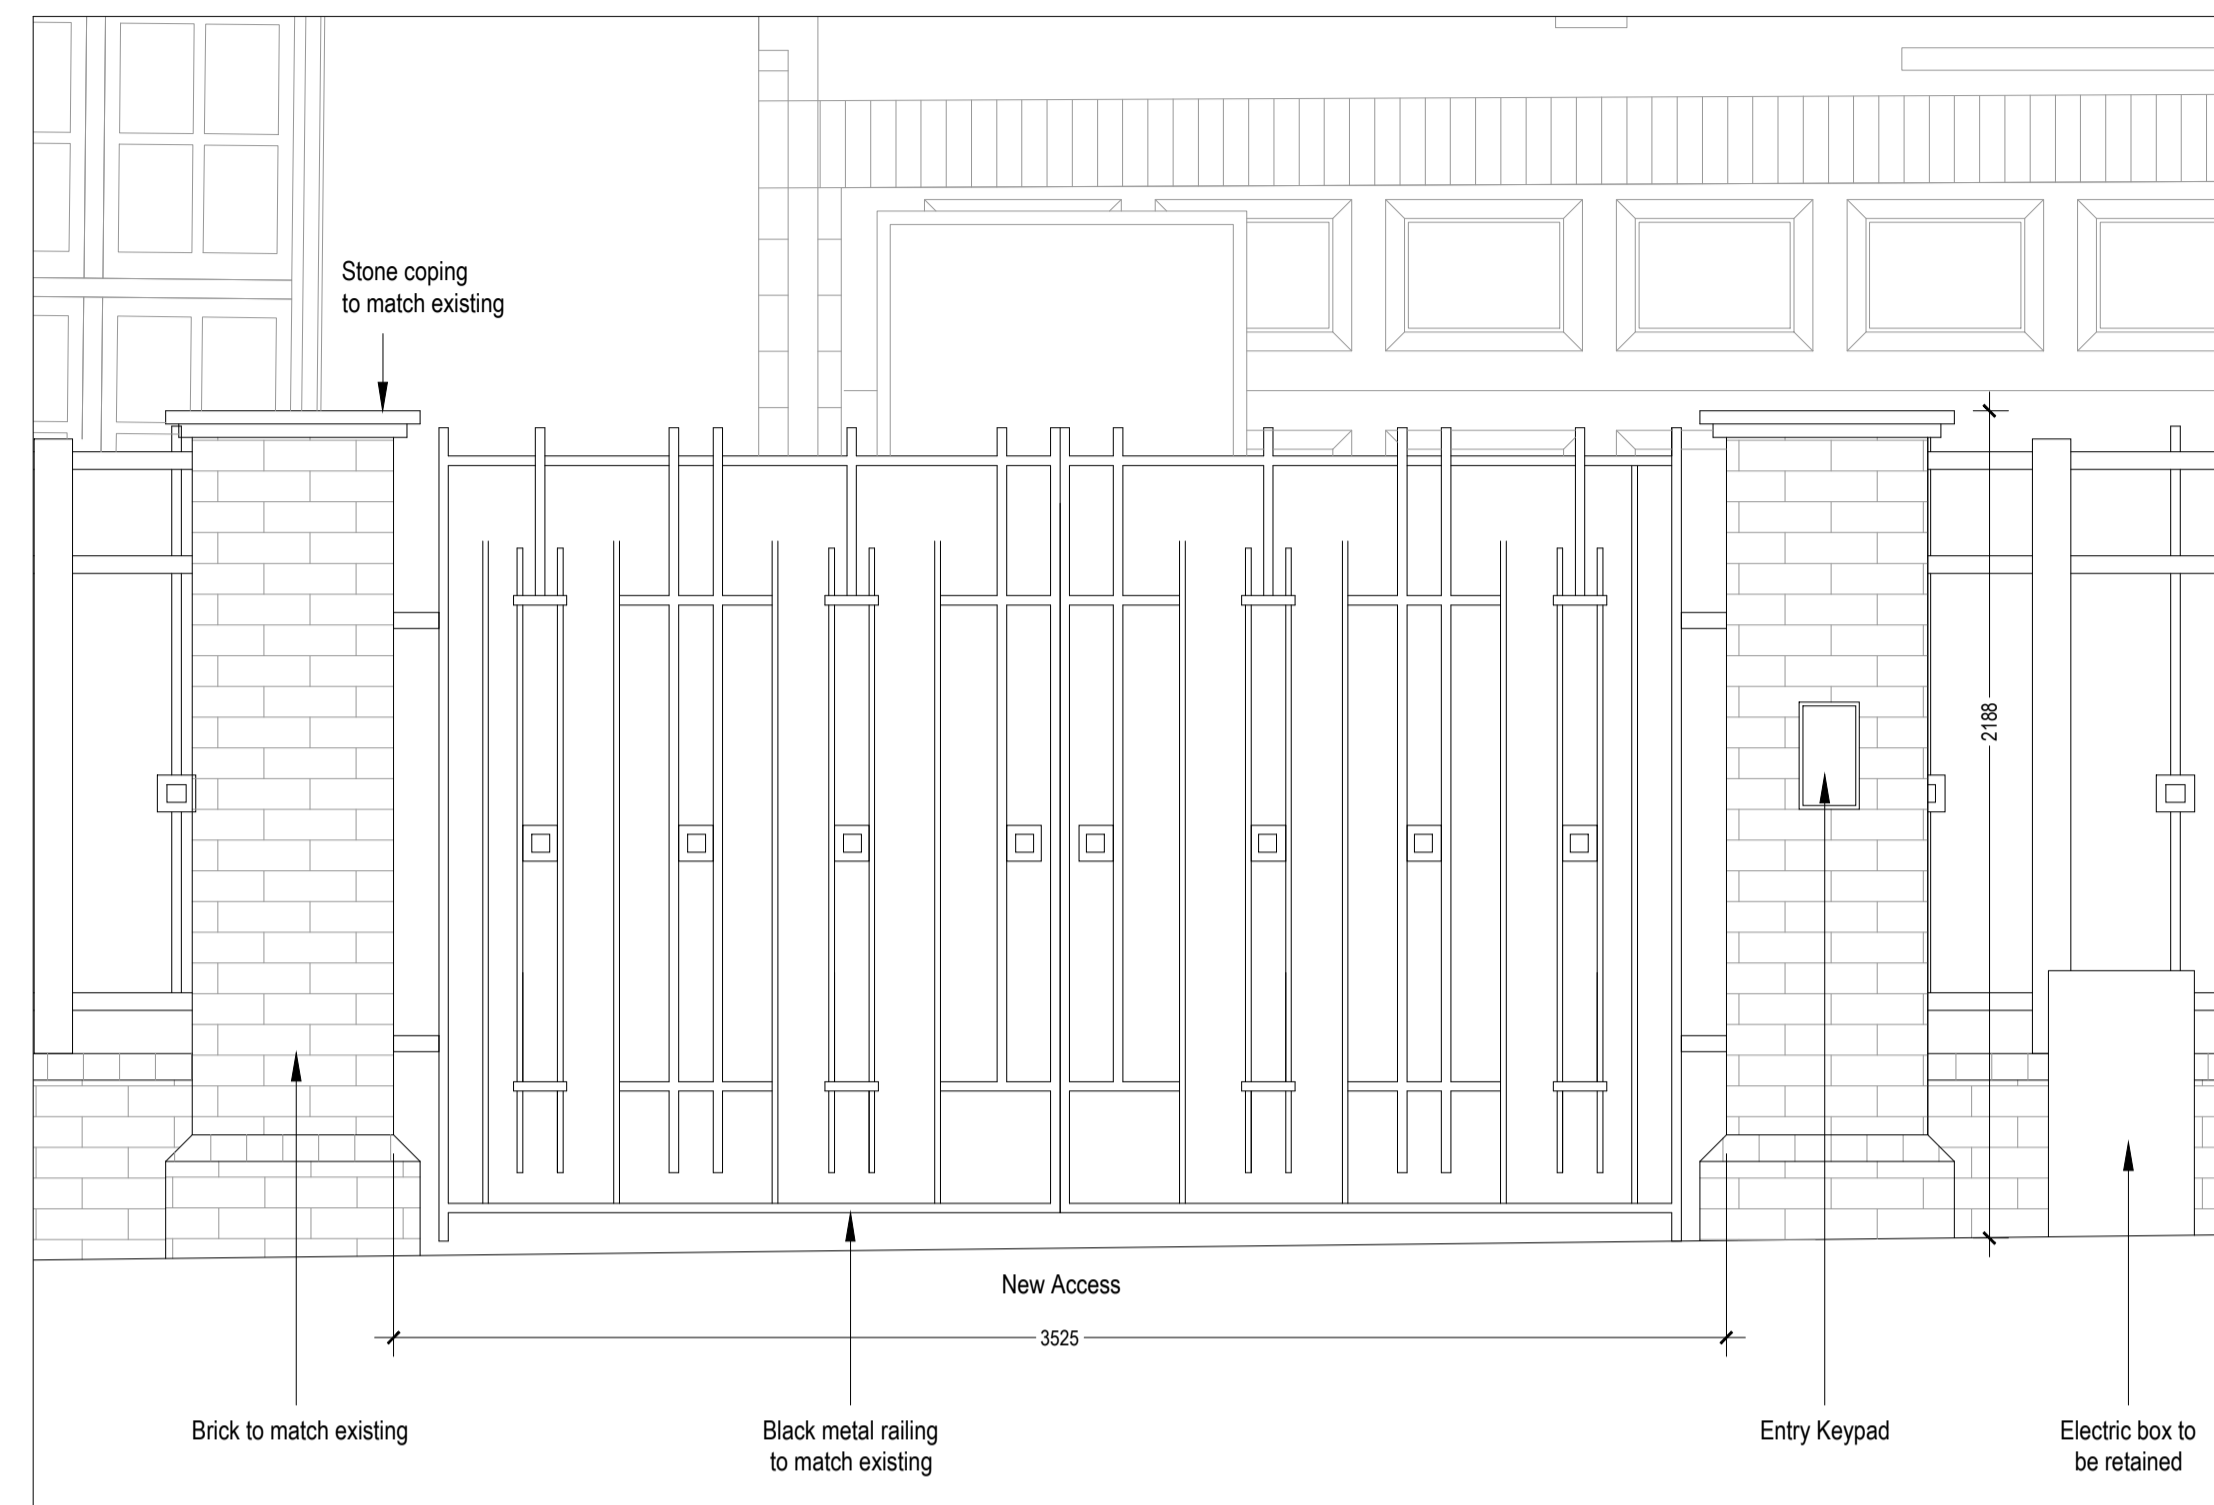 Stone coping
to match existing
2188
New Access
3525
Brick to match existing
Black metal railing
to match existing
Entry Keypad
Electric box to
be retained